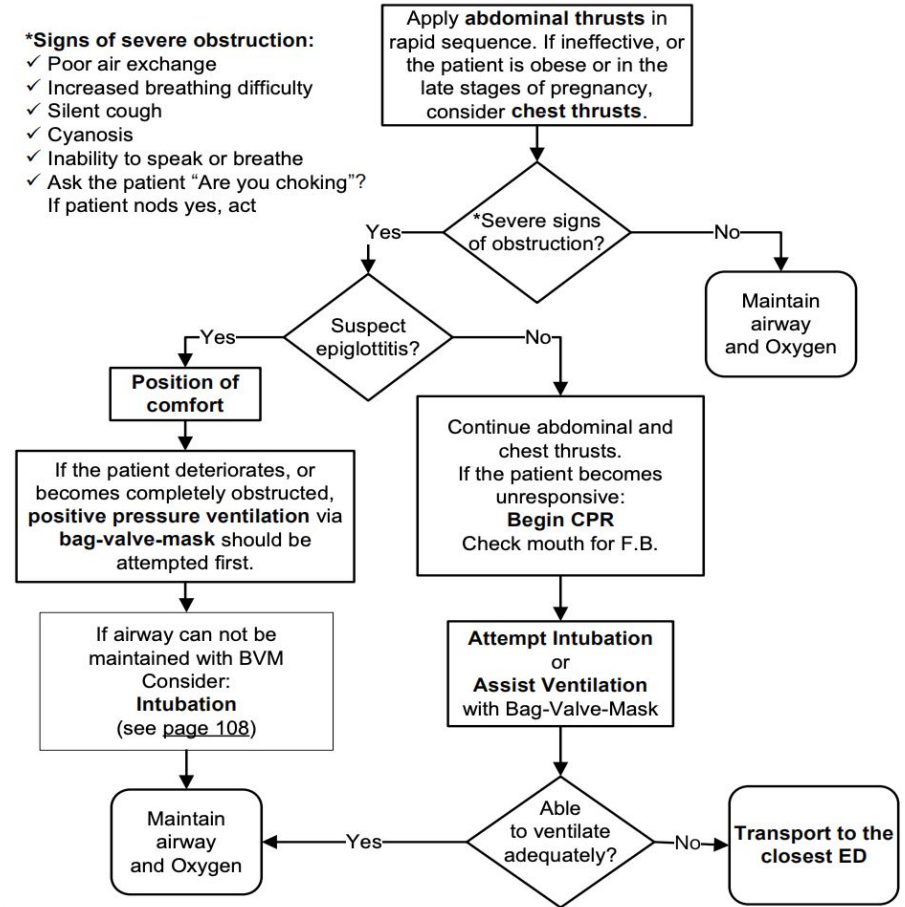 *Signs of severe obstruction:
✓ Poor air exchange
✓ Increased breathing difficulty
✓ Silent cough
✓ Cyanosis
✓ Inability to speak or breathe
✓ Ask the patient “Are you choking”?
If patient nods yes, act
Apply abdominal thrusts in
rapid sequence. If ineffective, or
the patient is obese or in the
late stages of pregnancy,
consider chest thrusts.
*Severe signs
of obstruction?
Yes
No
Maintain
airway
and Oxygen
Suspect
epiglottitis?
Yes
No
Position of
comfort
If the patient deteriorates, or
becomes completely obstructed,
positive pressure ventilation via
bag-valve-mask should be
attempted first.
If airway can not be
maintained with BVM
Consider:
Intubation
(see page 108)
Continue abdominal and
chest thrusts.
If the patient becomes
unresponsive:
Begin CPR
Check mouth for F.B.
Attempt Intubation
or
Assist Ventilation
with Bag-Valve-Mask
Able
to ventilate
adequately?
Yes
No
Maintain
airway
and Oxygen
Transport to the
closest ED